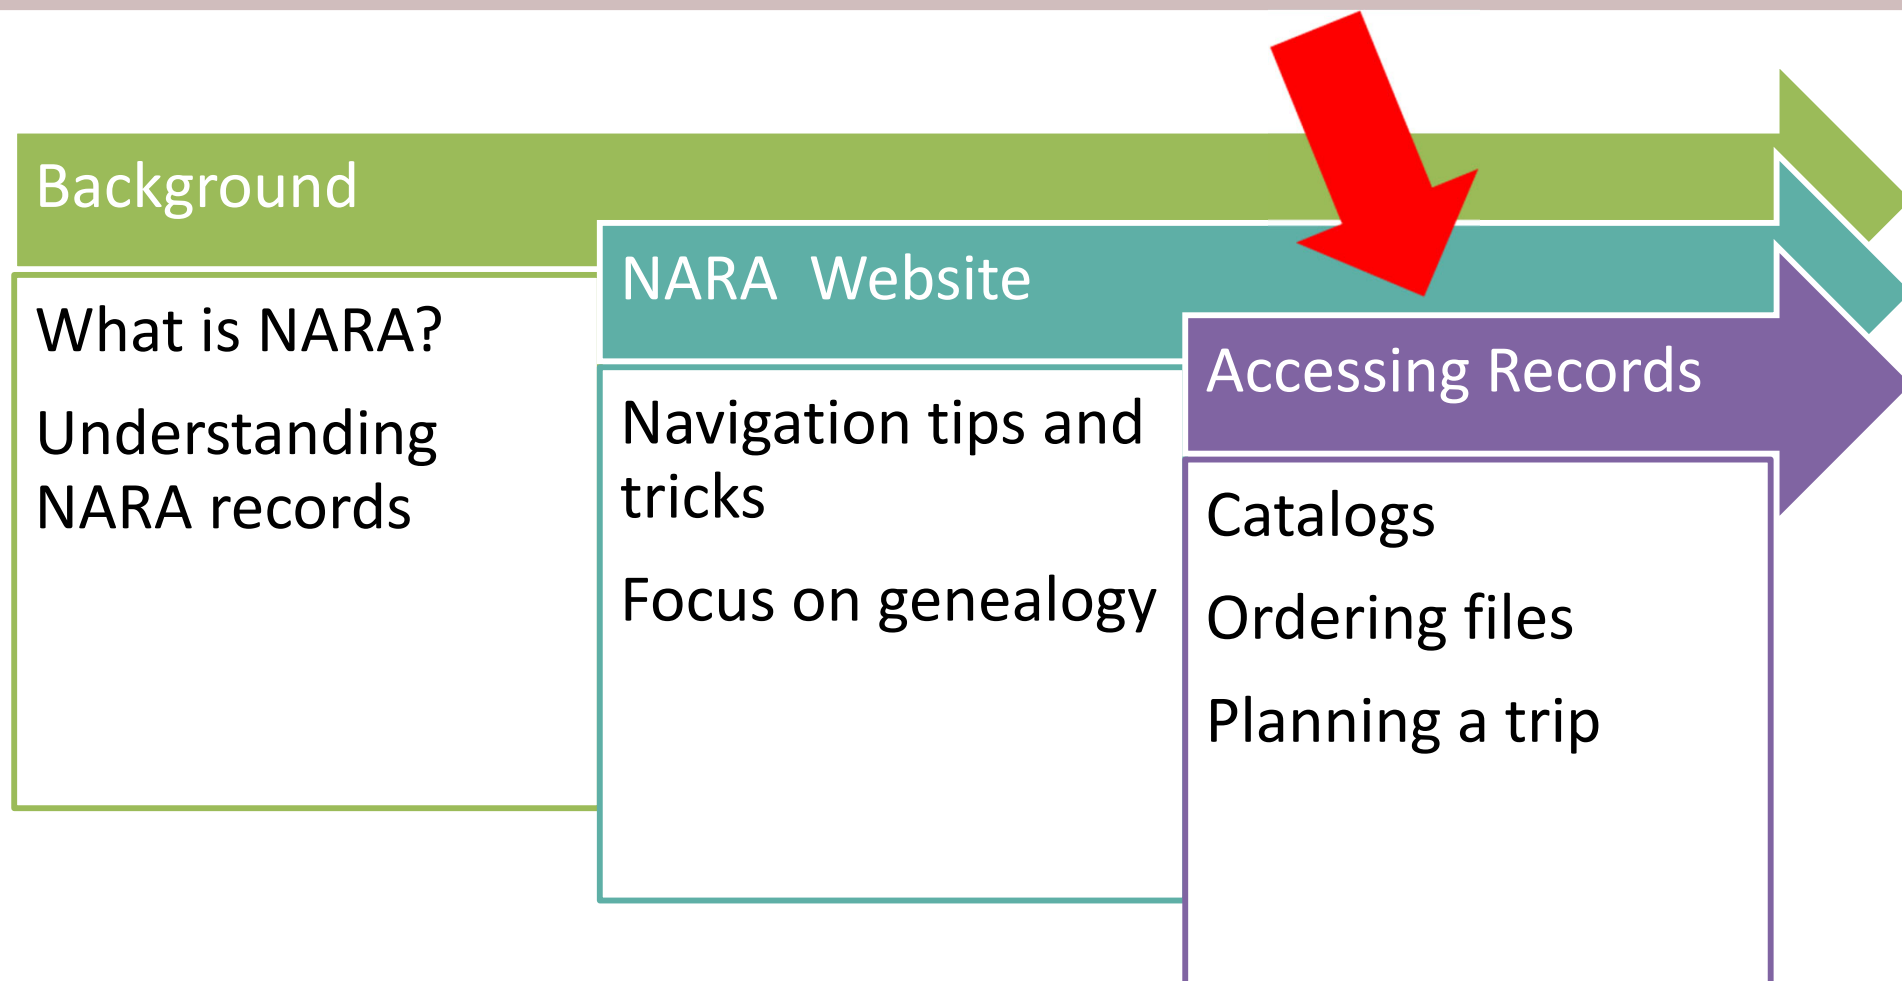 Background
What is NARA?
Understanding
NARA records
NARA  Website
Navigation tips and
tricks
Focus on genealogy
Accessing Records
Catalogs
Ordering files
Planning a trip